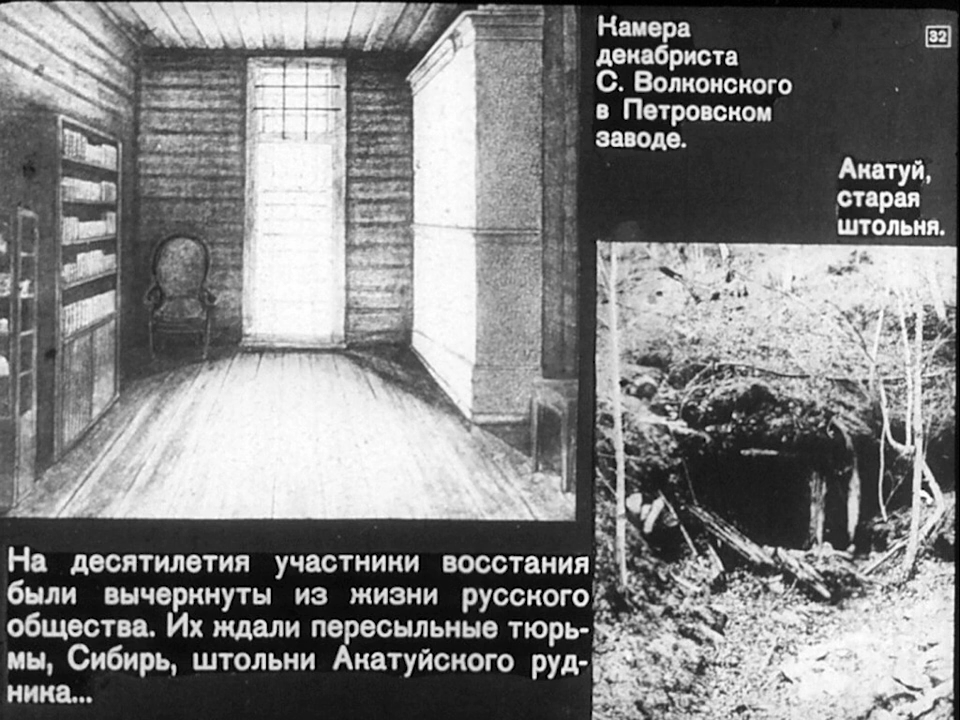 Камера
декабриста
С. Волконского
в Петровском
заводе.
32
Акатуй,
старая
штольня.
На десятилетия участники восстания
были вычеркнуты из жизни русского
общества. Их ждали пересыльные тюрь-
мы, Сибирь, штольни Акатуйского руд-
ника...